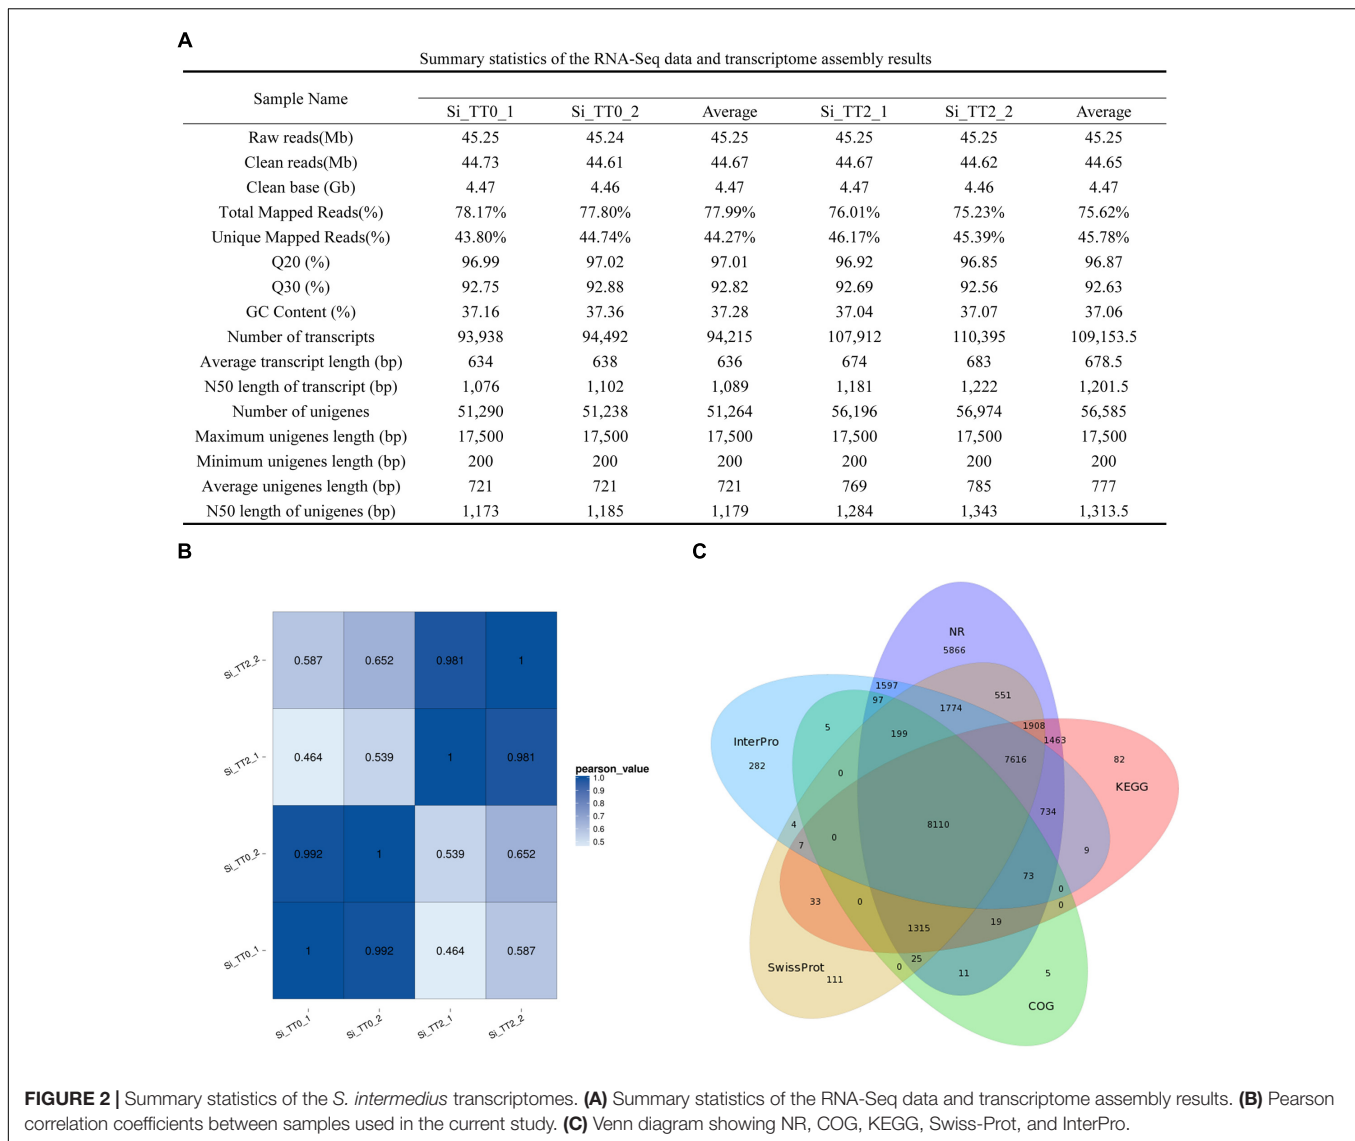 A
Summary statistics of the RNA-Seq data and transcriptome assembly results
Sample Name
Si_TT0_1 Si_TT0_2 Average Si_TT2_1 Si_TT2_2 Average
Raw reads(Mb) 45.25 45.24 45.25 45.25 45.25 45.25
Clean reads(Mb) 44.73 44.61 44.67 44.67 44.62 44.65
Clean base (Gb) 4.47 4.46 4.47 4.47 4.46 4.47
Total Mapped Reads(%) 78.17% 77.80% 77.99% 76.01% 75.23% 75.62%
Unique Mapped Reads(%) 43.80% 44.74% 44.27% 46.17% 45.39% 45.78%
Q20 (%) 96.99 97.02 97.01 96.92 96.85 96.87
Q30 (%) 92.75 92.88 92.82 92.69 92.56 92.63
GC Content (%) 37.16 37.36 37.28 37.04 37.07 37.06
Number of transcripts 93,938 94,492 94,215 107,912 110,395 109,153.5
Average transcript length (bp) 634 638 636 674 683 678.5
N50 length of transcript (bp) 1,076 1,102 1,089 1,181 1,222 1,201.5
Number of unigenes 51,290 51,238 51,264 56,196 56,974 56,585
Maximum unigenes length (bp) 17,500 17,500 17,500 17,500 17,500 17,500
Minimum unigenes length (bp) 200 200 200 200 200 200
Average unigenes length (bp) 721 721 721 769 785 777
N50 length of unigenes (bp) 1,173 1,185 1,179 1,284 1,343 1,313.5
B
Si_TT2_2 0.587 0.652 0.981 1
Si_TT2_1 0.464 0.539 1 0.981
Si_TT0_2 0.992 1 0.539 0.652
Si_TT0_1 1 0.992 0.464 0.587
Si_TT0_1 Si_TT0_2 Si_TT2_1 Si_TT2_2
pearson_value
1.0
0.9
0.8
0.7
0.6
0.5
C
NR
5866
1597
97
551
1774
5
199
1908
1463
InterPro
282
0
7616
82
KEGG
734
4
8110
0
7
9
73
0
0
33
0
19
1315
25
0
11
5
SwissProt
111
COG
FIGURE 2 | Summary statistics of the S. intermedius transcriptomes. (A) Summary statistics of the RNA-Seq data and transcriptome assembly results. (B) Pearson
correlation coefficients between samples used in the current study. (C) Venn diagram showing NR, COG, KEGG, Swiss-Prot, and InterPro.